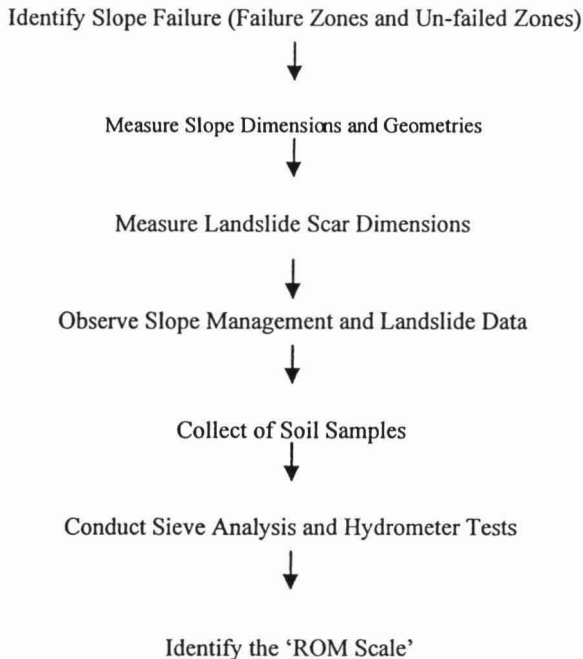 Identify Slope Failure (Failure Zones and Un-failed Zones)
Measure Slope Dimensions and Geometries
Measure Landslide Scar Dimensions
Observe Slope Management and Landslide Data
Collect of Soil Samples
Conduct Sieve Analysis and Hydrometer Tests
Identify the ‘ROM Scale’